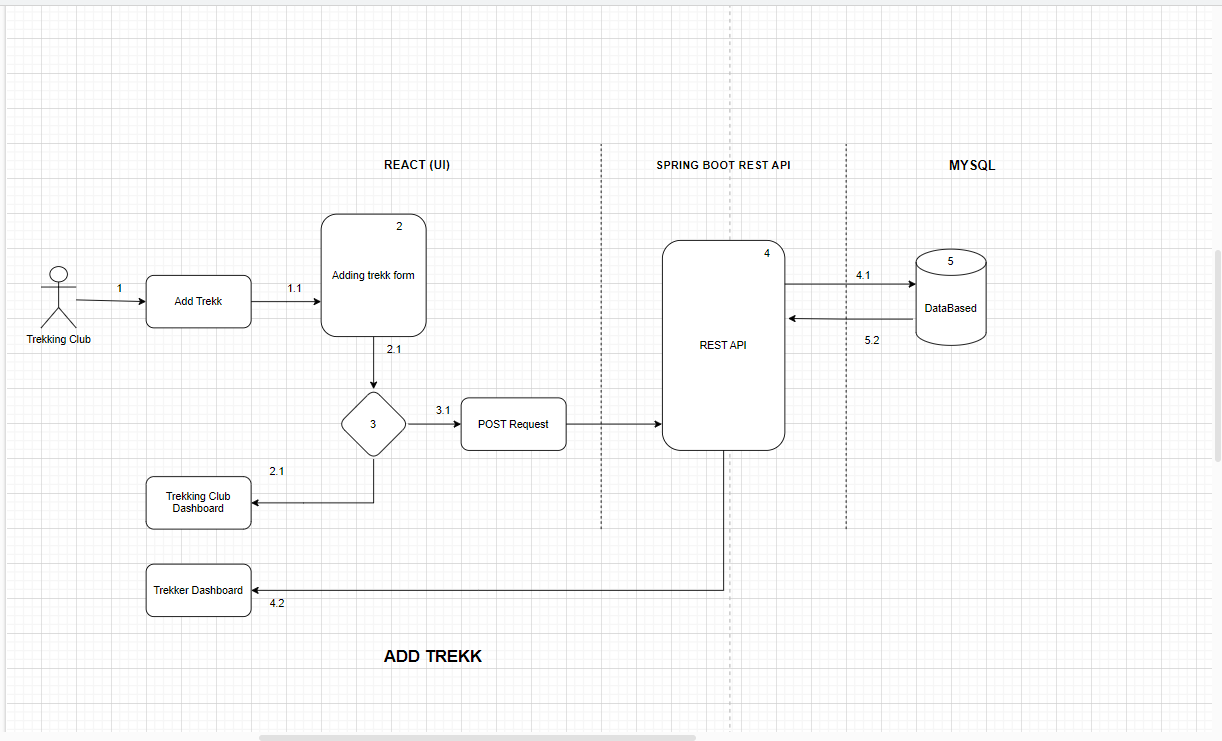 REACT (UI)
SPRING BOOT REST API
MYSQL
2
4
5
1
Add Trekk
1.1
Adding trekk form
4.1
DataBased
Trekking Club
5.2
REST API
2.1
3
3.1
POST Request
2.1
Trekking Club
Dashboard
Trekker Dashboard
4.2
ADD TREKK